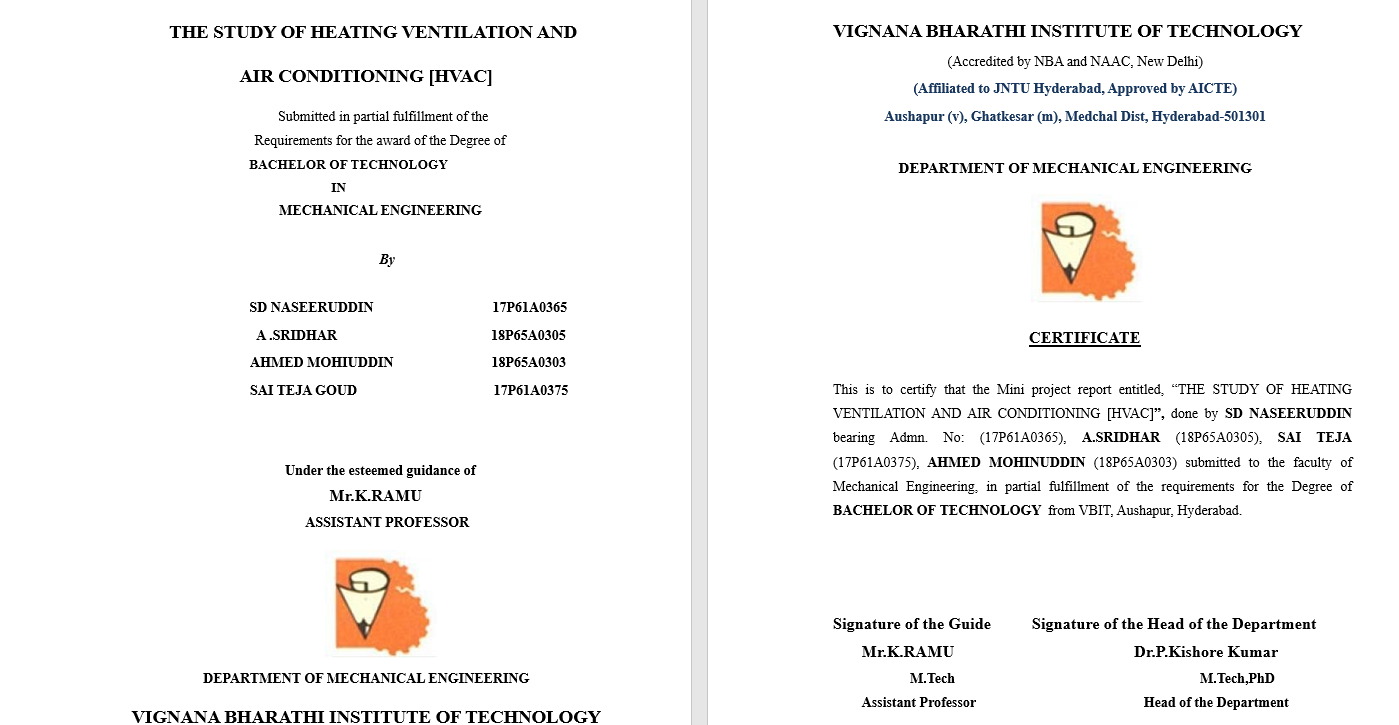 THE STUDY OF HEATING VENTILATION AND
AIR CONDITIONING [HVAC]
Submitted in partial fulfillment of the
Requirements for the award of the Degree of
BACHELOR OF TECHNOLOGY
IN
MECHANICAL ENGINEERING
By
SD NASEERUDDIN 17P61A0365
A .SRIDHAR 18P65A0305
AHMED MOHIUDDIN 18P65A0303
SAI TEJA GOUD 17P61A0375
Under the esteemed guidance of
Mr.K.RAMU
ASSISTANT PROFESSOR
DEPARTMENT OF MECHANICAL ENGINEERING
VIGNANA BHARATHI INSTITUTE OF TECHNOLOGY
VIGNANA BHARATHI INSTITUTE OF TECHNOLOGY
(Accredited by NBA and NAAC, New Delhi)
(Affiliated to JNTU Hyderabad, Approved by AICTE)
Aushapur (v), Ghatkesar (m), Medchal Dist, Hyderabad-501301
DEPARTMENT OF MECHANICAL ENGINEERING
CERTIFICATE
This is to certify that the Mini project report entitled, “THE STUDY OF HEATING
VENTILATION AND AIR CONDITIONING [HVAC]”, done by SD NASEERUDDIN
bearing Admn. No: (17P61A0365), A.SRIDHAR (18P65A0305), SAI TEJA
(17P61A0375), AHMED MOHINUDDIN (18P65A0303) submitted to the faculty of
Mechanical Engineering, in partial fulfillment of the requirements for the Degree of
BACHELOR OF TECHNOLOGY from VBIT, Aushapur, Hyderabad.
Signature of the Guide Signature of the Head of the Department
Mr.K.RAMU Dr.P.Kishore Kumar
M.Tech M.Tech,PhD
Assistant Professor Head of the Department